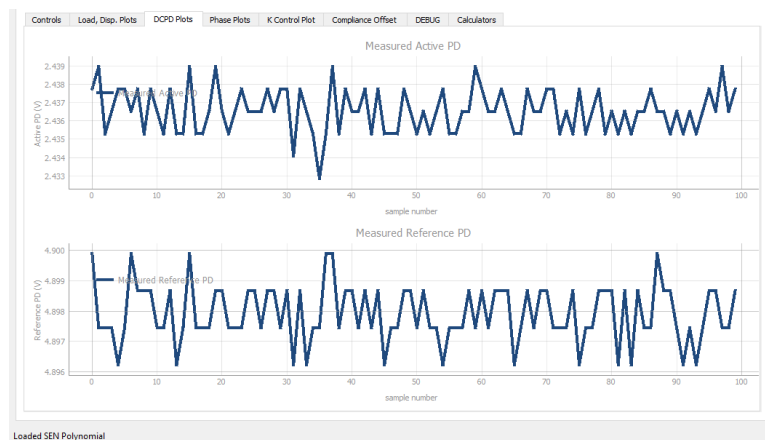 Controls Load, Disp. Plots DCPD Plots Phase Plots K Control Plot Compliance Offset DEBUG Calculators
Measured Active PD
2.439
2.438
2.437
2.436
2.435
2.434
2.433
Active PD (V)
Measured Active PD
0 10 20 30 40 50 60 70 80 90 100
sample number
Measured Reference PD
4.900
4.899
4.898
4.897
4.896
Reference PD (V)
Measured Reference PD
0 10 20 30 40 50 60 70 80 90 100
sample number
Loaded SEN Polynomial